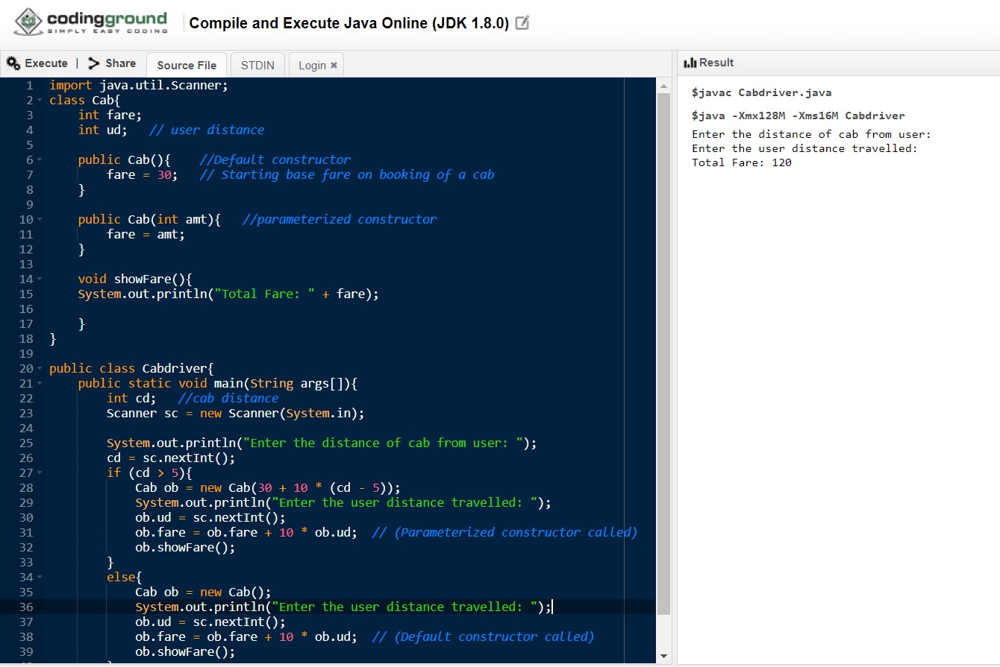 codingground
SIMPLY EASY CODING
Compile and Execute Java Online (JDK 1.8.0)
Execute | Share Source File STDIN Login ×
1 import java.util.Scanner;
2 class Cab{
3 int fare;
4 int ud; // user distance
5
6 public Cab(){ //Default constructor
7 fare = 30; // Starting base fare on booking of a cab
8 }
9
10 public Cab(int amt){ //parameterized constructor
11 fare = amt;
12 }
13
14 void showFare(){
15 System.out.println("Total Fare: " + fare);
16
17 }
18 }
19
20 public class Cabdriver{
21 public static void main(String args[]){
22 int cd; //cab distance
23 Scanner sc = new Scanner(System.in);
24
25 System.out.println("Enter the distance of cab from user: ");
26 cd = sc.nextInt();
27 if (cd > 5){
28 Cab ob = new Cab(30 + 10 * (cd - 5));
29 System.out.println("Enter the user distance travelled: ");
30 ob.ud = sc.nextInt();
31 ob.fare = ob.fare + 10 * ob.ud; // (Parameterized constructor called)
32 ob.showFare();
33 }
34 else{
35 Cab ob = new Cab();
36 System.out.println("Enter the user distance travelled: ");
37 ob.ud = sc.nextInt();
38 ob.fare = ob.fare + 10 * ob.ud; // (Default constructor called)
39 ob.showFare();
Result
$javac Cabdriver.java
$java -Xmx128M -Xms16M Cabdriver
Enter the distance of cab from user:
Enter the user distance travelled:
Total Fare: 120